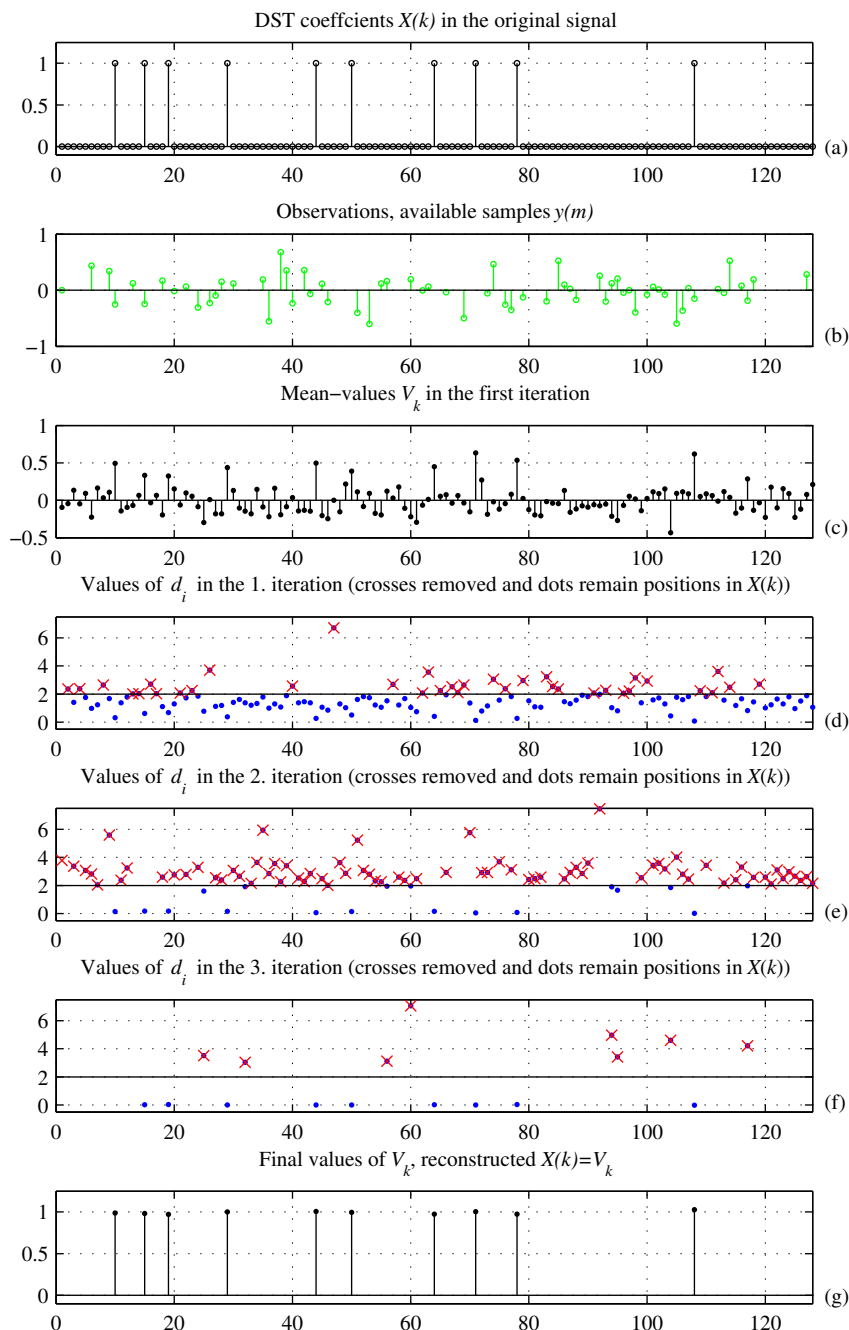 DST coeffcients X(k) in the original signal
1
0.5
0
(a)
0 20 40 60 80 100 120
Observations, available samples y(m)
1
0
−1
(b)
0 20 40 60 80 100 120
Mean−values V_k in the first iteration
1
0.5
0
−0.5
(c)
0 20 40 60 80 100 120
Values of d_i in the 1. iteration (crosses removed and dots remain positions in X(k))
6
4
2
0
(d)
0 20 40 60 80 100 120
Values of d_i in the 2. iteration (crosses removed and dots remain positions in X(k))
6
4
2
0
(e)
0 20 40 60 80 100 120
Values of d_i in the 3. iteration (crosses removed and dots remain positions in X(k))
6
4
2
0
(f)
0 20 40 60 80 100 120
Final values of V_k, reconstructed X(k)=V_k
1
0.5
0
(g)
0 20 40 60 80 100 120